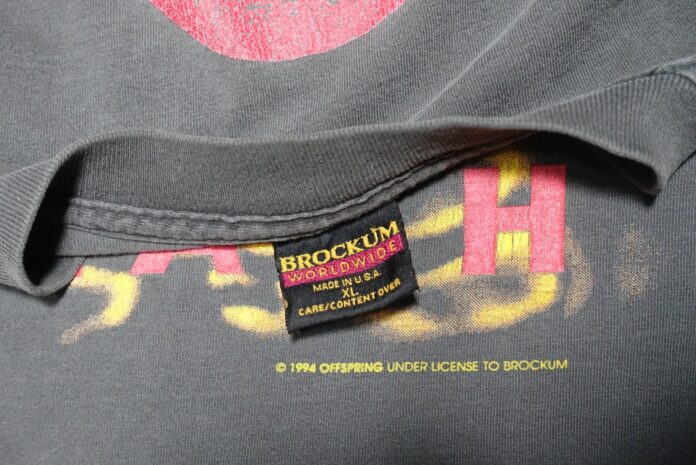 A H
BROCKUM
WORLDWIDE
MADE IN U.S.A.
XL
CARE/CONTENT OVER
© 1994 OFFSPRING UNDER LICENSE TO BROCKUM